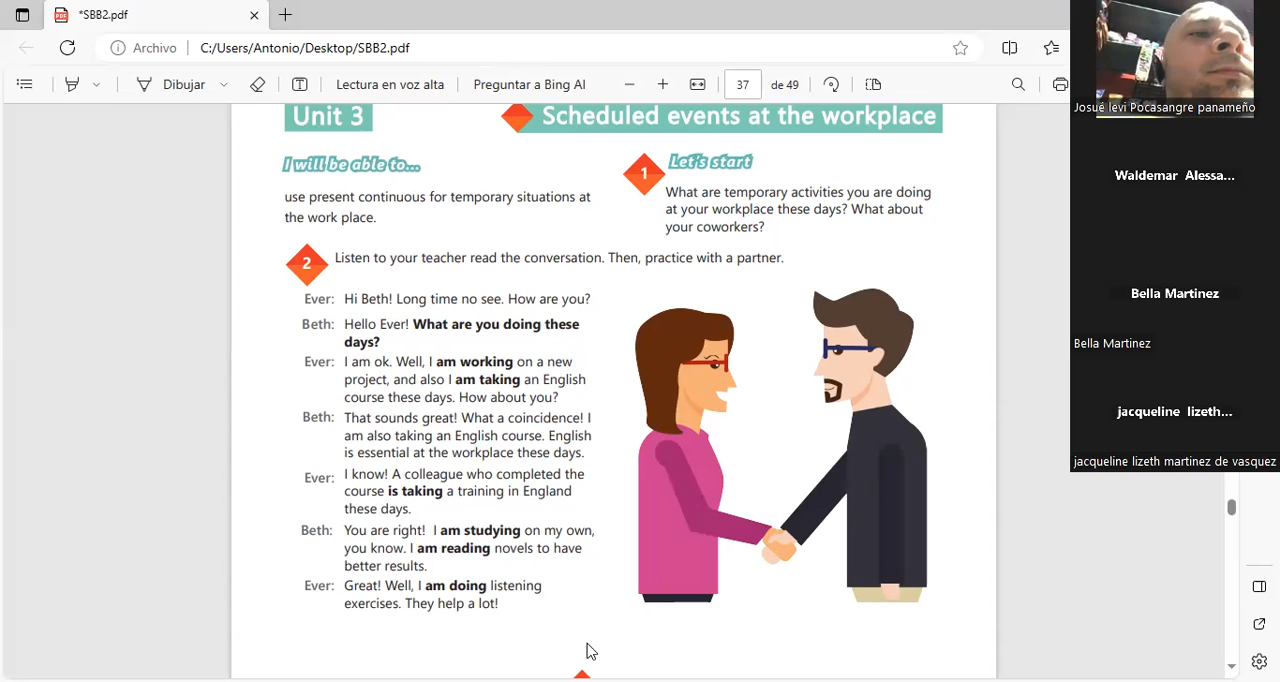 *SBB2.pdf
Archivo
C:/Users/Antonio/Desktop/SBB2.pdf
Dibujar
Lectura en voz alta
Preguntar a Bing AI
37
de 49
Unit 3
Scheduled events at the workplace
I will be able to...
use present continuous for temporary situations at
the work place.
1
Let's start
What are temporary activities you are doing
at your workplace these days? What about
your coworkers?
2
Listen to your teacher read the conversation. Then, practice with a partner.
Ever: Hi Beth! Long time no see. How are you?
Beth: Hello Ever! What are you doing these
days?
Ever: I am ok. Well, I am working on a new
project, and also I am taking an English
course these days. How about you?
Beth: That sounds great! What a coincidence! I
am also taking an English course. English
is essential at the workplace these days.
Ever: I know! A colleague who completed the
course is taking a training in England
these days.
Beth: You are right! I am studying on my own,
you know. I am reading novels to have
better results.
Ever: Great! Well, I am doing listening
exercises. They help a lot!
Josué levi Pocasangre panameño
Waldemar Alessa...
Bella Martinez
Bella Martinez
jacqueline lizeth...
jacqueline lizeth martinez de vasquez